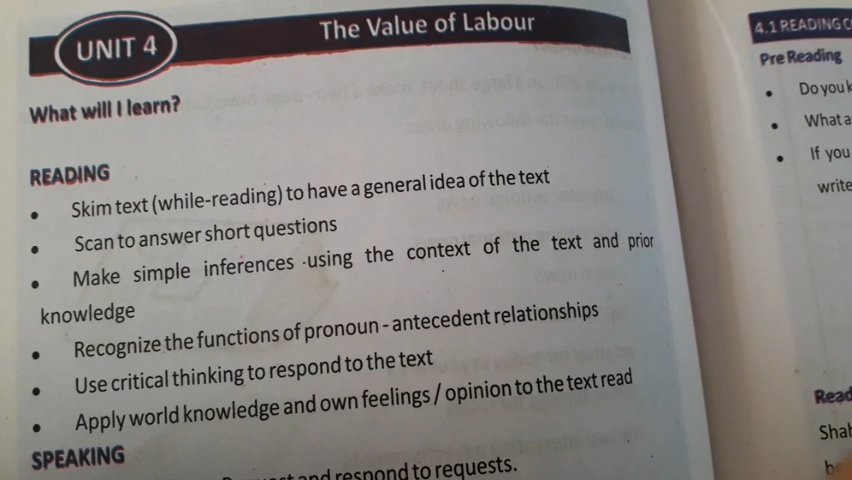 UNIT 4
The Value of Labour
What will I learn?
READING
• Skim text (while-reading) to have a general idea of the text
• Scan to answer short questions
• Make simple inferences using the context of the text and prior
knowledge
• Recognize the functions of pronoun - antecedent relationships
• Use critical thinking to respond to the text
• Apply world knowledge and own feelings / opinion to the text read
SPEAKING
and respond to requests.
4.1 READING
Pre Reading
• Do you
• What a
• If you
write